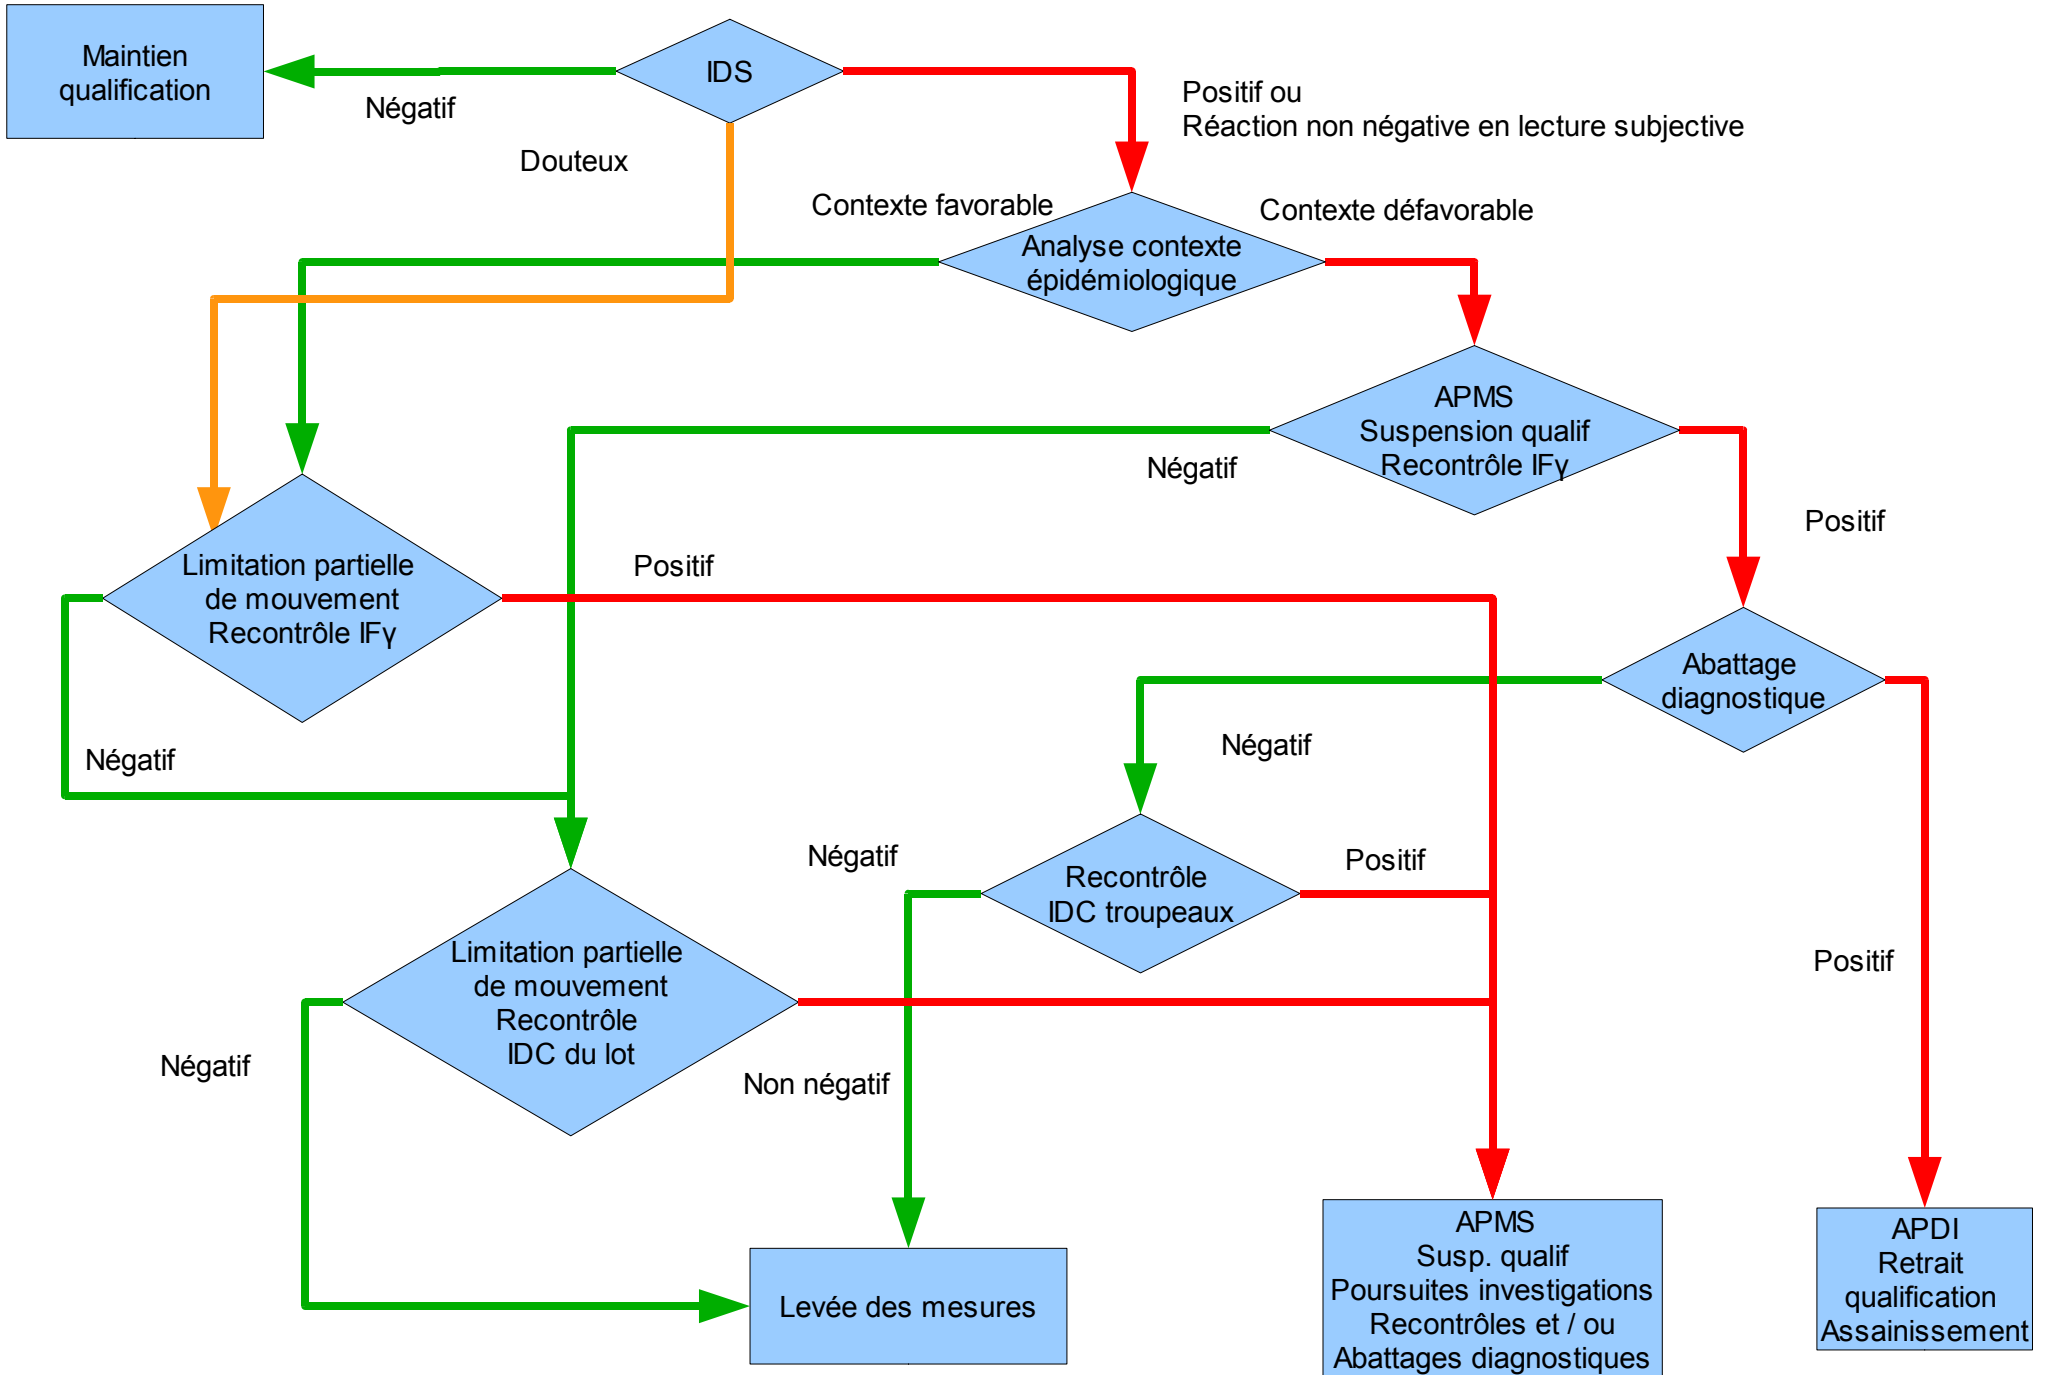 Maintien
qualification
IDS
Négatif
Positif ou
Réaction non négative en lecture subjective
Douteux
Contexte favorable
Contexte défavorable
Analyse contexte
épidémiologique
APMS
Suspension qualif
Recontrôle IFγ
Négatif
Positif
Limitation partielle
de mouvement
Recontrôle IFγ
Positif
Négatif
Abattage
diagnostique
Négatif
Positif
Recontrôle
IDC troupeaux
Négatif
Positif
Limitation partielle
de mouvement
Recontrôle
IDC du lot
Négatif
Non négatif
Levée des mesures
APMS
Susp. qualif
Poursuites investigations
Recontrôles et / ou
Abattages diagnostiques
APDI
Retrait
qualification
Assainissement